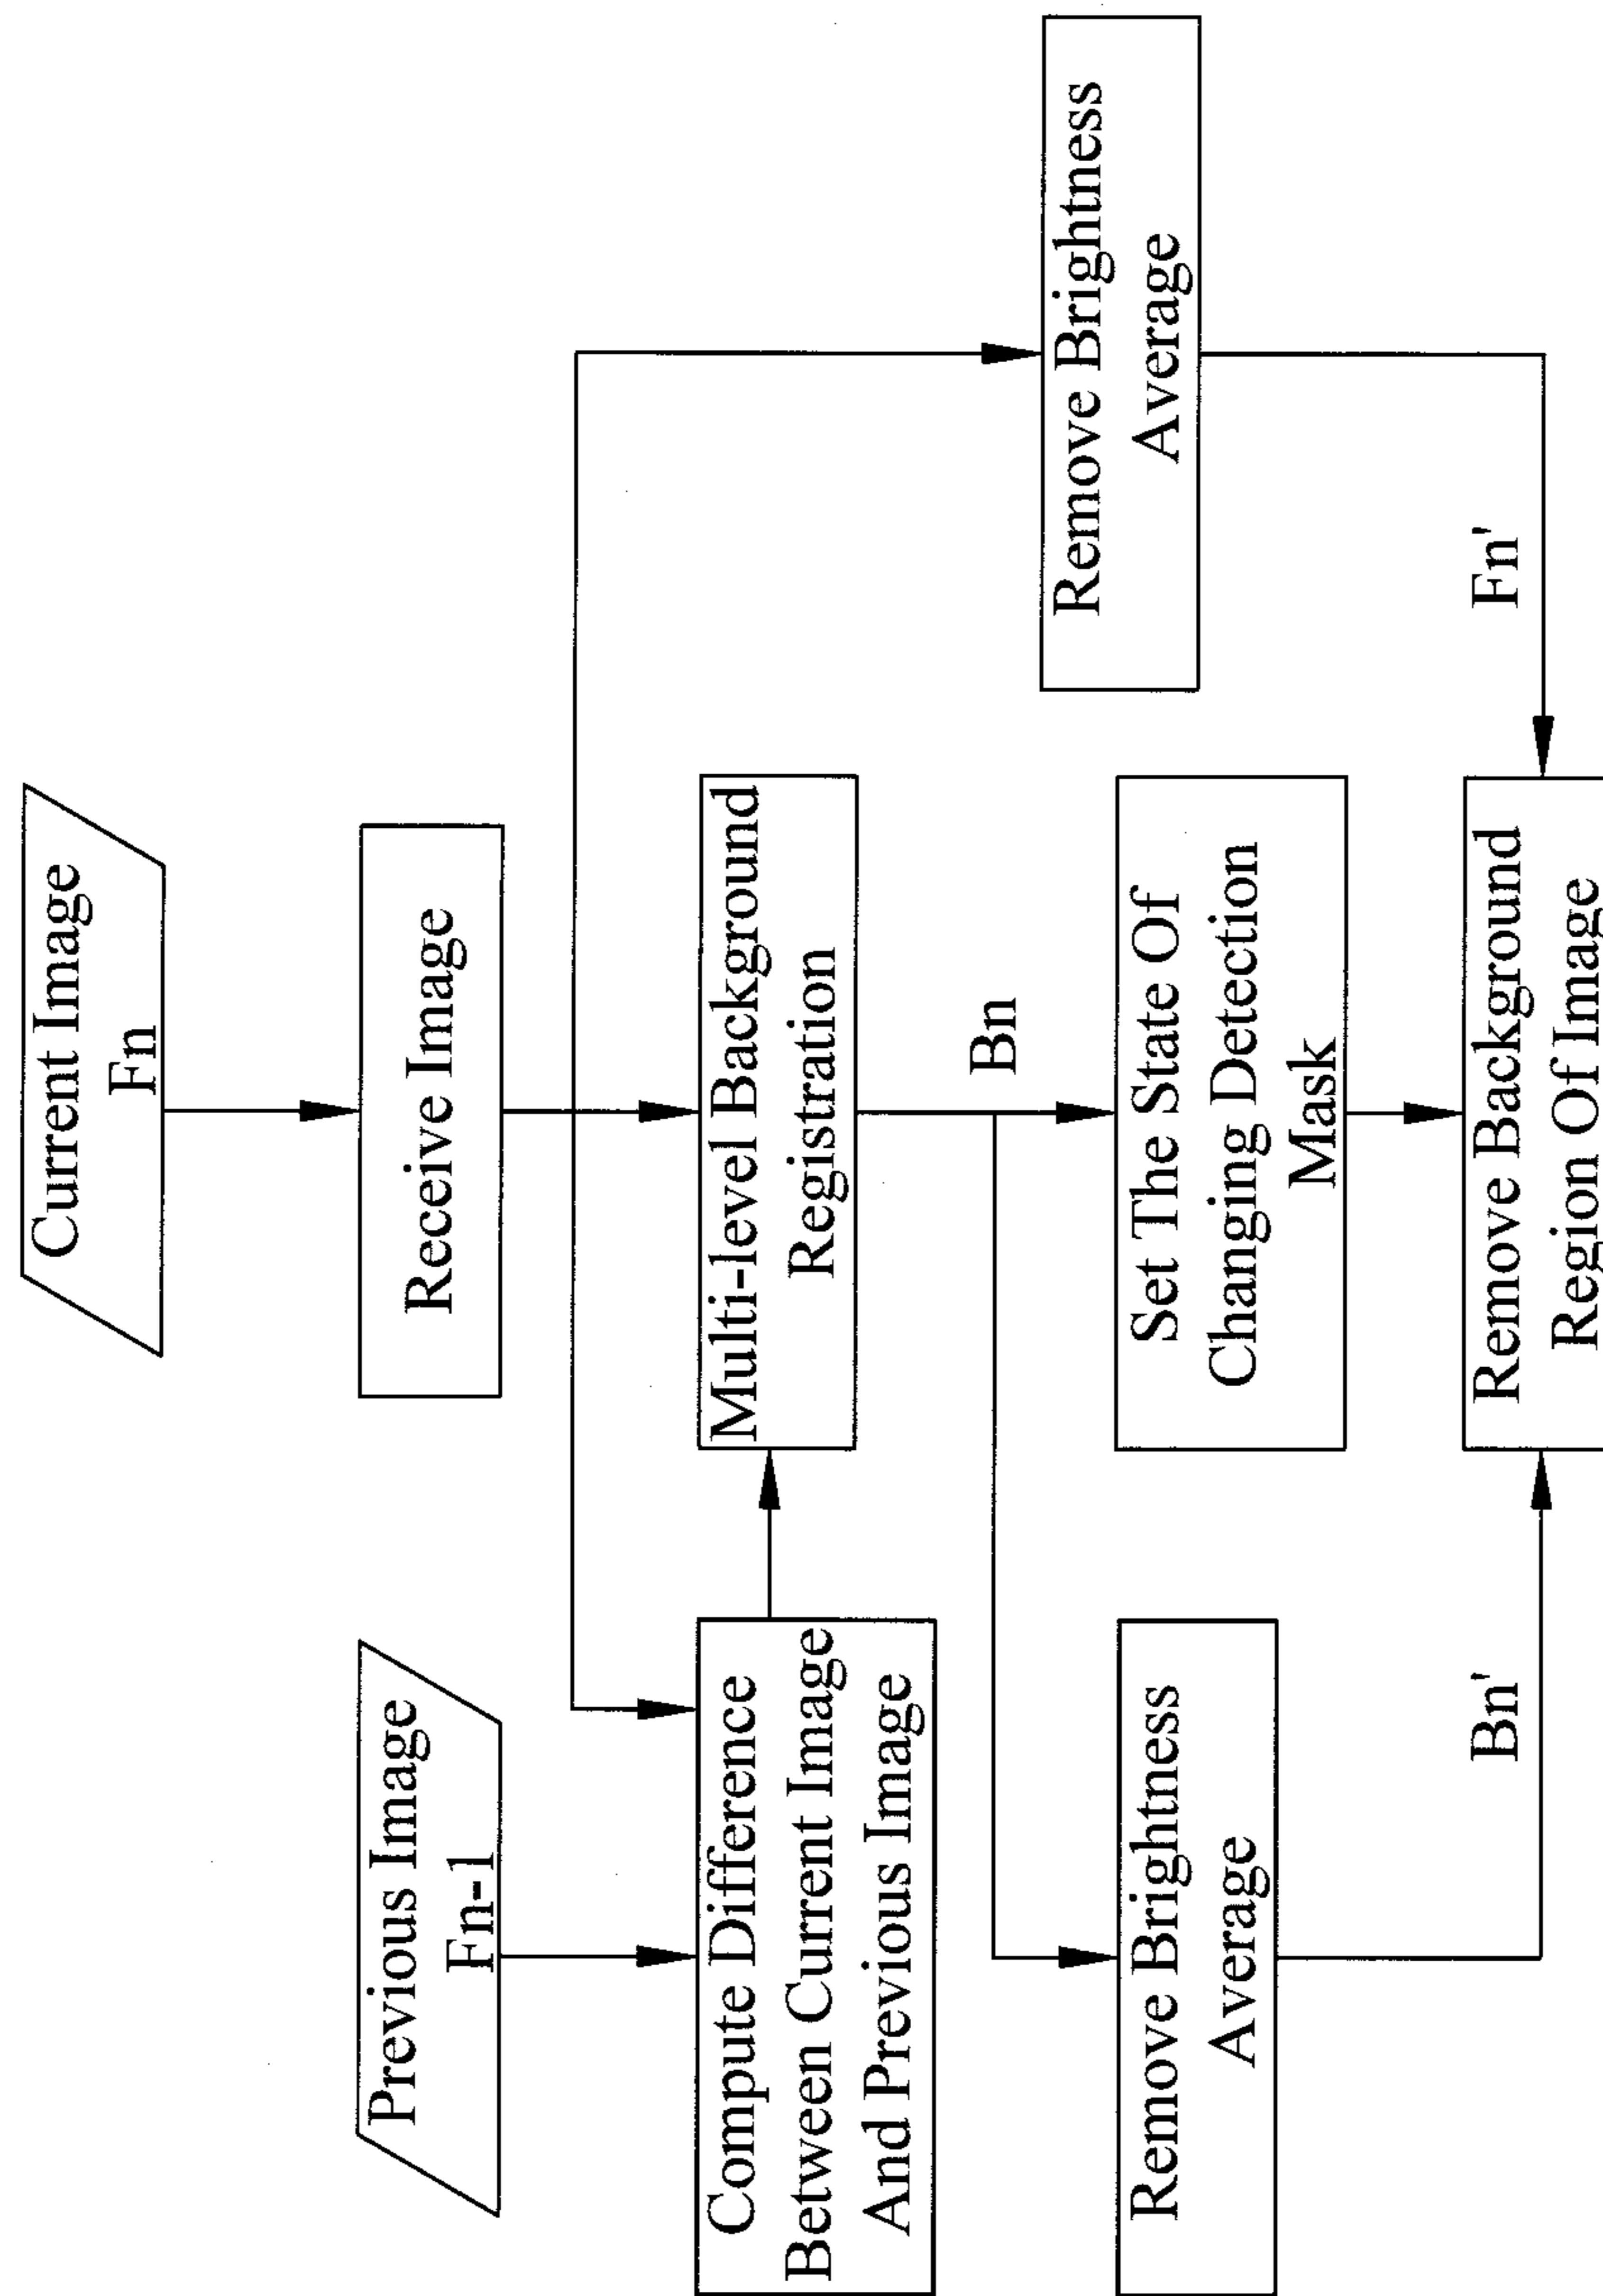 Current Image
Fn
Previous Image
Fn-1
Receive Image
Compute Difference
Between Current Image
And Previous Image
Multi-level Background
Registration
Bn
Remove Brightness
Average
Set The State Of
Changing Detection
Mask
Remove Brightness
Average
Bn'
Fn'
Remove Background
Region Of Image